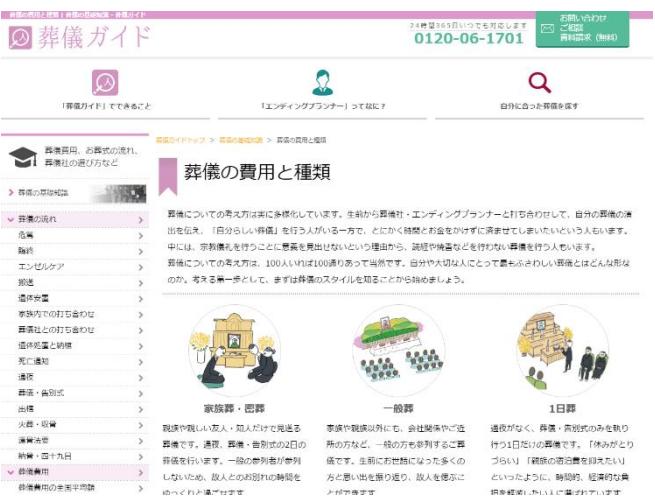 葬儀の費用と種類｜葬儀の基礎知識 - 葬儀ガイド
葬儀ガイド
24時間365日いつでも対応します
0120-06-1701
お問い合わせ
ご相談
資料請求（無料）
「葬儀ガイド」でできること
「エンディングプランナー」ってなに？
自分に合った葬儀を探す
葬儀費用、お葬式の流れ、
葬儀社の選び方など
葬儀の基礎知識
葬儀の流れ
危篤
臨終
エンゼルケア
搬送
遺体安置
家族内での打ち合わせ
葬儀社との打ち合わせ
遺体処置と納棺
死亡通知
通夜
葬儀・告別式
出棺
火葬・収骨
還骨法要
納骨・四十九日
葬儀費用
葬儀費用の全国平均額
葬儀ガイドトップ > 葬儀の基礎知識 > 葬儀の費用と種類
葬儀の費用と種類
葬儀についての考え方は実に多様化しています。生前から葬儀社・エンディングプランナーと打ち合わせして、自分の葬儀の演
出を伝え、「自分らしい葬儀」を行う人がいる一方で、とにかく時間とお金をかけずに済ませてしまいたいという人もいます。
中には、宗教儀礼を行うことに意義を見出せないという理由から、読経や焼香などを行わない葬儀を行う人もいます。
葬儀についての考え方は、100人いれば100通りあって当然です。自分や大切な人にとって最もふさわしい葬儀とはどんな形な
のか。考える第一歩として、まずは葬儀のスタイルを知ることから始めましょう。
家族葬・密葬
親族や親しい友人・知人だけで見送る
葬儀です。通夜、葬儀・告別式の2日の
葬儀を行います。一般の参列者が参列
しないため、故人とのお別れの時間を
ゆっくりと過ごせます
一般葬
家族や親族以外にも、会社関係やご近
所の方など、一般の方も参列するご葬
儀です。生前にお世話になった多くの
方と思い出を振り返り、故人を偲ぶこ
とができます
1日葬
通夜がなく、葬儀・告別式のみを執り
行う1日だけの葬儀です。「休みがとり
づらい」「親族の宿泊費を抑えたい」
といったように、時間的、経済的な負
担を軽減したい人に選ばれています